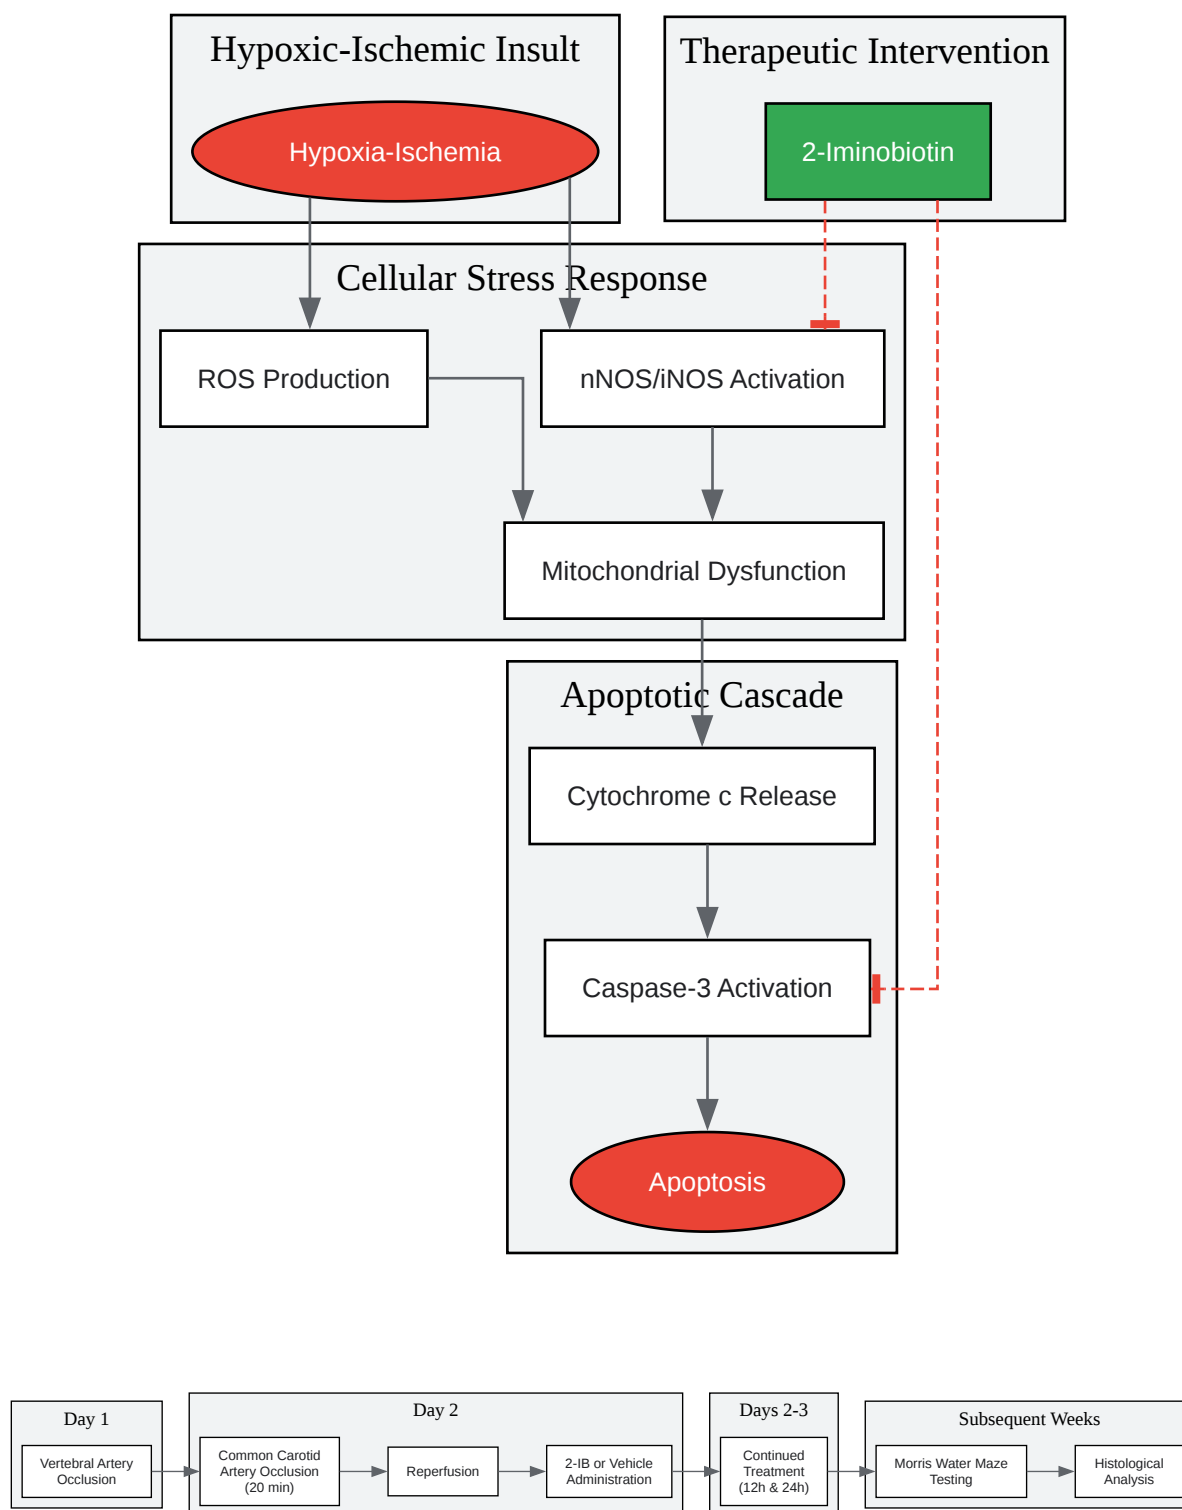 Hypoxic-Ischemic Insult
Therapeutic Intervention
Hypoxia-Ischemia
2-Iminobiotin
Cellular Stress Response
ROS Production
nNOS/iNOS Activation
Mitochondrial Dysfunction
Apoptotic Cascade
Cytochrome c Release
Caspase-3 Activation
Apoptosis
Day 1
Vertebral Artery
Occlusion
Day 2
Common Carotid
Artery Occlusion
(20 min)
Reperfusion
2-IB or Vehicle
Administration
Days 2-3
Continued
Treatment
(12h & 24h)
Subsequent Weeks
Morris Water Maze
Testing
Histological
Analysis